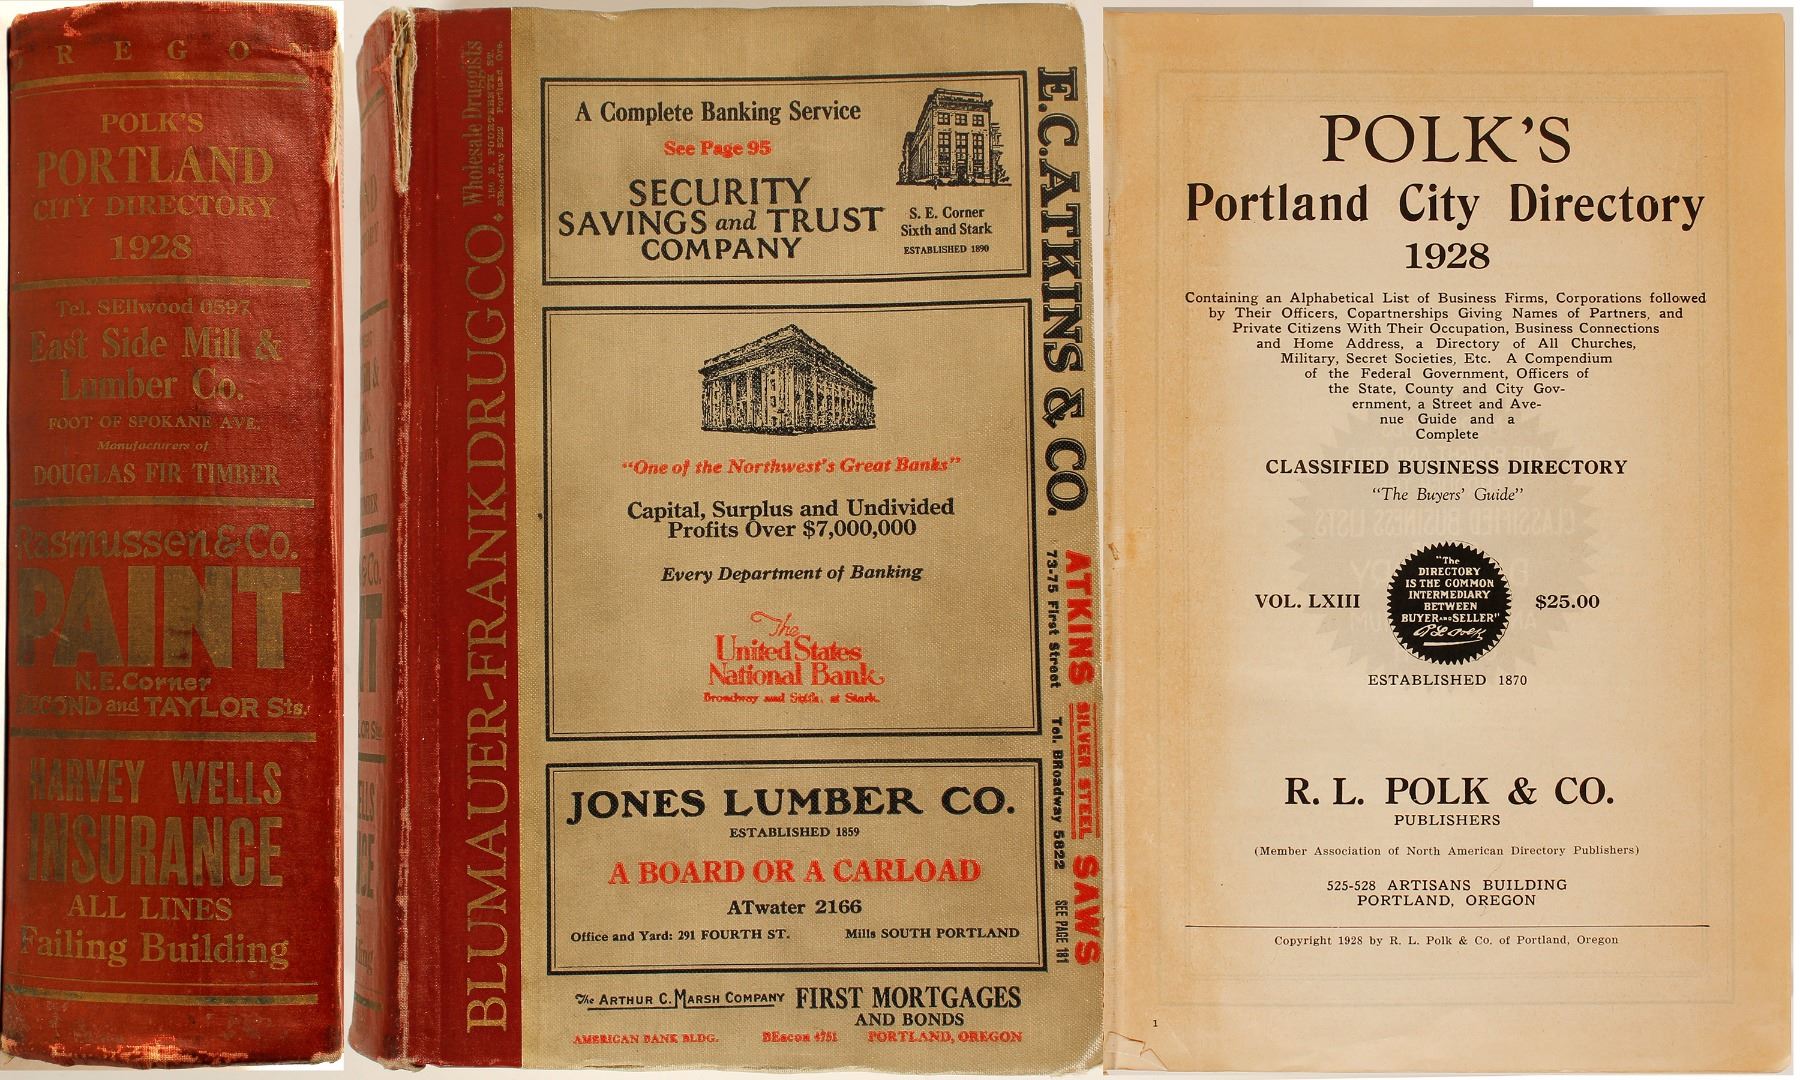 OREGON
POLK'S
PORTLAND
CITY DIRECTORY
1928
Tel. SEllwood 0597
East Side Mill &
Lumber Co.
FOOT OF SPOKANE AVE.
Manufacturers of
DOUGLAS FIR TIMBER
Rasmussen & Co.
PAINT
N.E. Corner
SECOND and TAYLOR Sts.
HARVEY WELLS
INSURANCE
ALL LINES
Failing Building
BLUMAUER-FRANK DRUG CO.
Wholesale Druggists
Portland, Ore.
A Complete Banking Service
See Page 95
SECURITY
SAVINGS and TRUST
COMPANY
S. E. Corner
Sixth and Stark
ESTABLISHED 1890
"One of the Northwest's Great Banks"
Capital, Surplus and Undivided
Profits Over $7,000,000
Every Department of Banking
The
United States
National Bank
Broadway and Sixth, at Stark.
JONES LUMBER CO.
ESTABLISHED 1859
A BOARD OR A CARLOAD
ATwater 2166
Office and Yard: 291 FOURTH ST. Mills SOUTH PORTLAND
The ARTHUR C. MARSH COMPANY FIRST MORTGAGES
AND BONDS
AMERICAN BANK BLDG. BEacon 4751 PORTLAND, OREGON
E.C. ATKINS & CO.
ATKINS SILVER STEEL SAWS
73-75 First Street Tel. BRoadway 5822 SEE PAGE 181
POLK'S
Portland City Directory
1928
Containing an Alphabetical List of Business Firms, Corporations followed
by Their Officers, Copartnerships Giving Names of Partners, and
Private Citizens With Their Occupation, Business Connections
and Home Address, a Directory of All Churches,
Military, Secret Societies, Etc. A Compendium
of the Federal Government, Officers of
the State, County and City Gov-
ernment, a Street and Ave-
nue Guide and a
Complete
CLASSIFIED BUSINESS DIRECTORY
"The Buyers' Guide"
VOL. LXIII
"The
DIRECTORY
IS THE COMMON
INTERMEDIARY
BETWEEN
BUYER AND SELLER"
R L Polk
$25.00
ESTABLISHED 1870
R. L. POLK & CO.
PUBLISHERS
(Member Association of North American Directory Publishers)
525-528 ARTISANS BUILDING
PORTLAND, OREGON
Copyright 1928 by R. L. Polk & Co. of Portland, Oregon
1